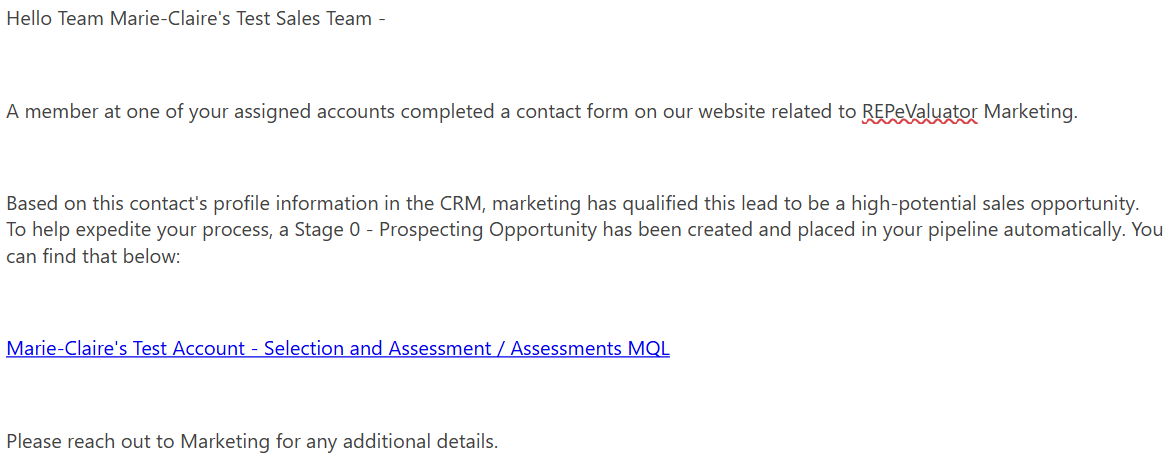 Hello Team Marie-Claire's Test Sales Team -
A member at one of your assigned accounts completed a contact form on our website related to REPeValuator Marketing.
Based on this contact's profile information in the CRM, marketing has qualified this lead to be a high-potential sales opportunity.
To help expedite your process, a Stage 0 - Prospecting Opportunity has been created and placed in your pipeline automatically. You
can find that below:
Marie-Claire's Test Account - Selection and Assessment / Assessments MQL
Please reach out to Marketing for any additional details.